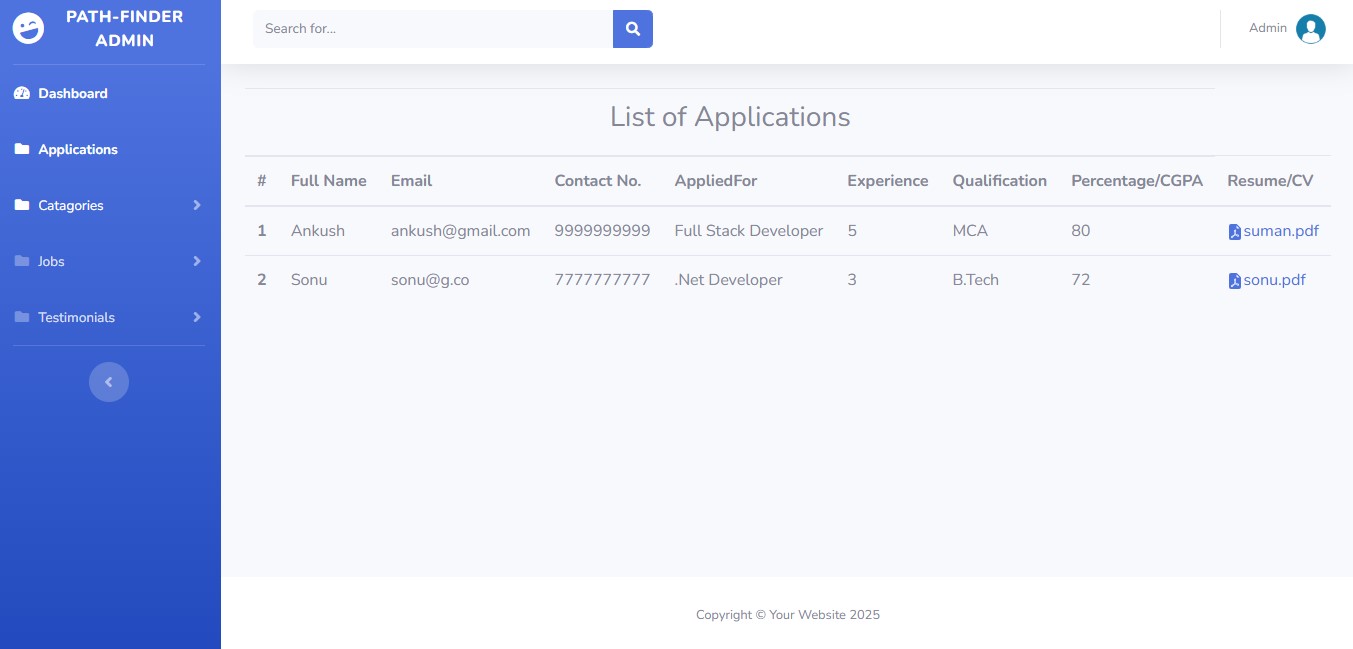 PATH-FINDER
ADMIN
Search for...
Admin
Dashboard
Applications
Catagories
Jobs
Testimonials
List of Applications
# Full Name Email Contact No. AppliedFor Experience Qualification Percentage/CGPA Resume/CV
1 Ankush ankush@gmail.com 9999999999 Full Stack Developer 5 MCA 80 suman.pdf
2 Sonu sonu@g.co 7777777777 .Net Developer 3 B.Tech 72 sonu.pdf
Copyright © Your Website 2025